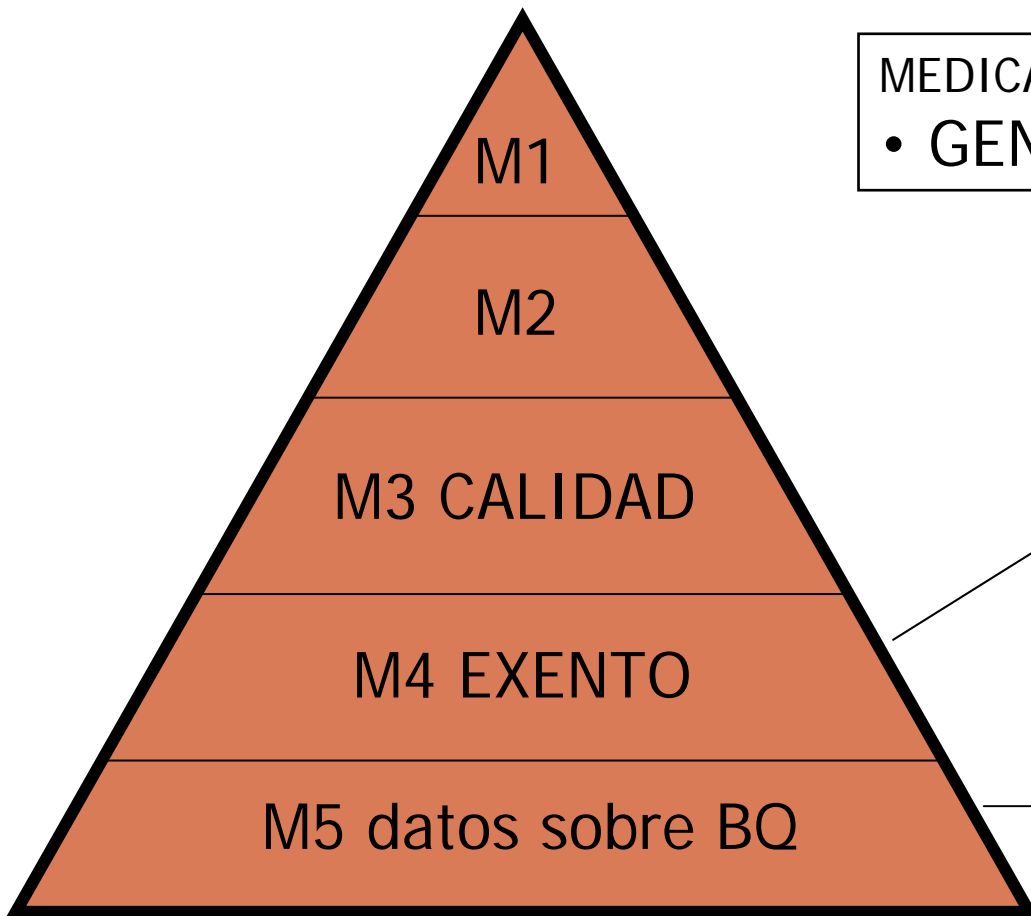 MEDICA
• GEN
M1
M2
M3 CALIDAD
M4 EXENTO
M5 datos sobre BQ